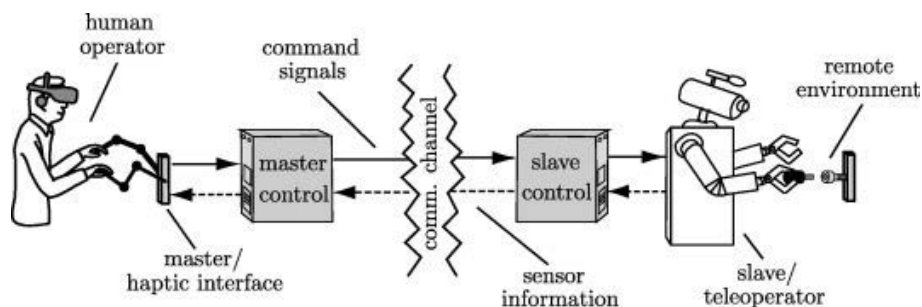 human
operator
command
signals
remote
environment
master
control
comm. channel
slave
control
master/
haptic interface
sensor
information
slave/
teleoperator